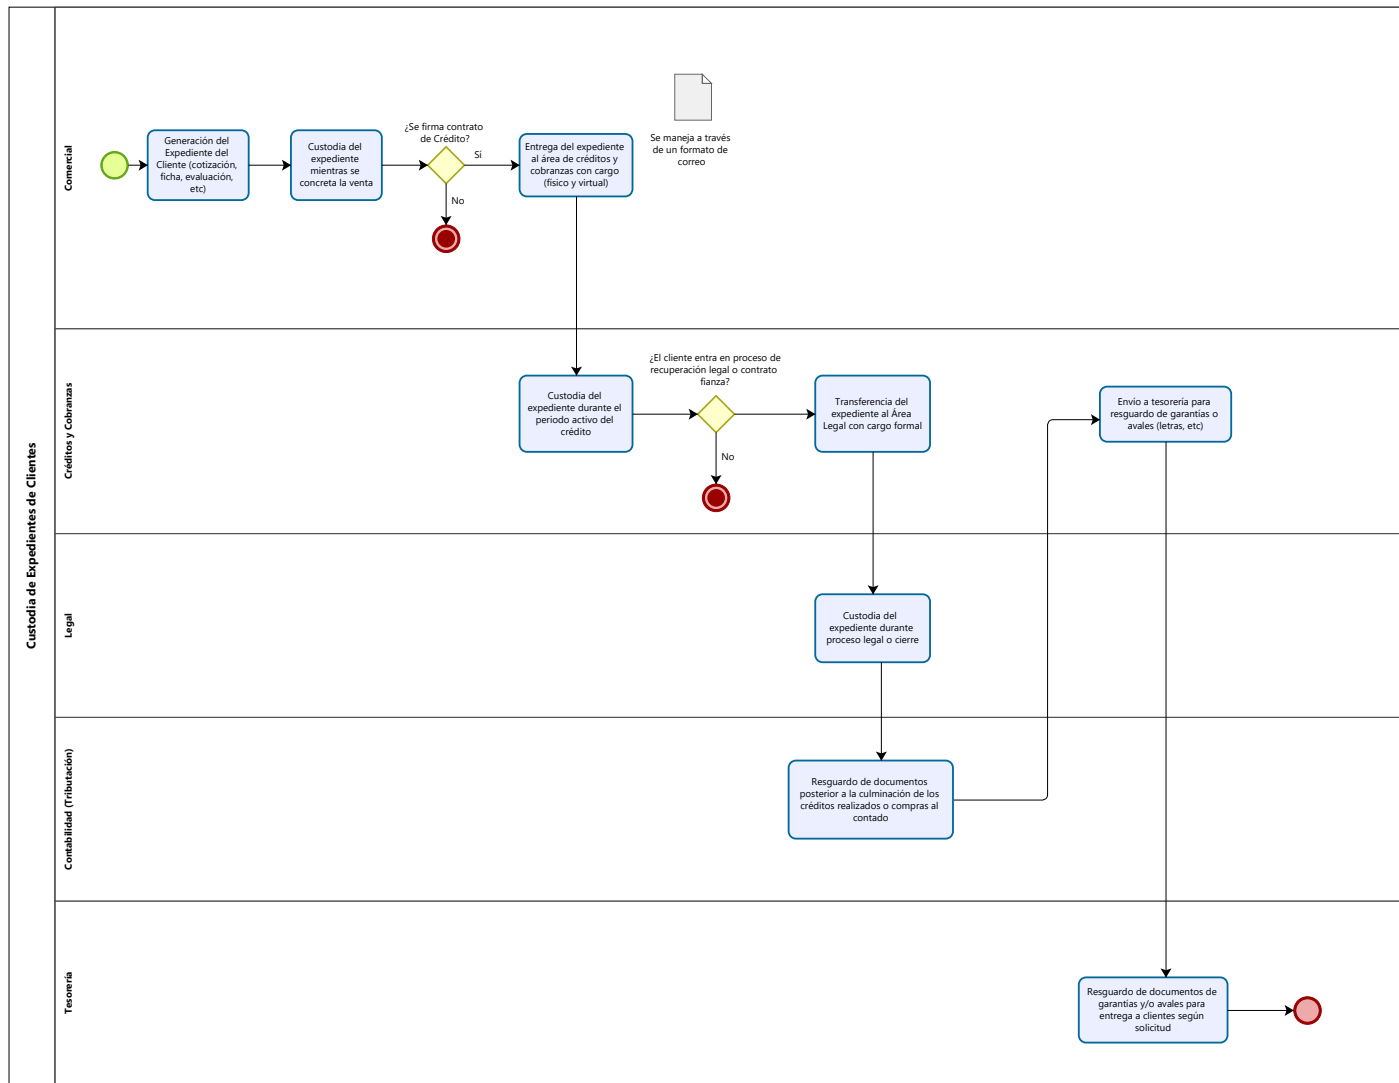 Custodia de Expedientes de Clientes
Comercial
Generación del
Expediente del
Cliente (cotización,
ficha, evaluación,
etc)
Custodia del
expediente
mientras se
concreta la venta
¿Se firma contrato
de Crédito?
Si
No
Entrega del expediente
al área de créditos y
cobranzas con cargo
(físico y virtual)
Se maneja a través
de un formato de
correo
Créditos y Cobranzas
Custodia del
expediente durante el
periodo activo del
crédito
¿El cliente entra en proceso de
recuperación legal o contrato
fianza?
No
Transferencia del
expediente al Área
Legal con cargo formal
Envío a tesorería para
resguardo de garantías o
avales (letras, etc)
Legal
Custodia del
expediente durante
proceso legal o cierre
Contabilidad (Tributación)
Resguardo de documentos
posterior a la culminación de los
créditos realizados o compras al
contado
Tesorería
Resguardo de documentos de
garantías y/o avales para
entrega a clientes según
solicitud